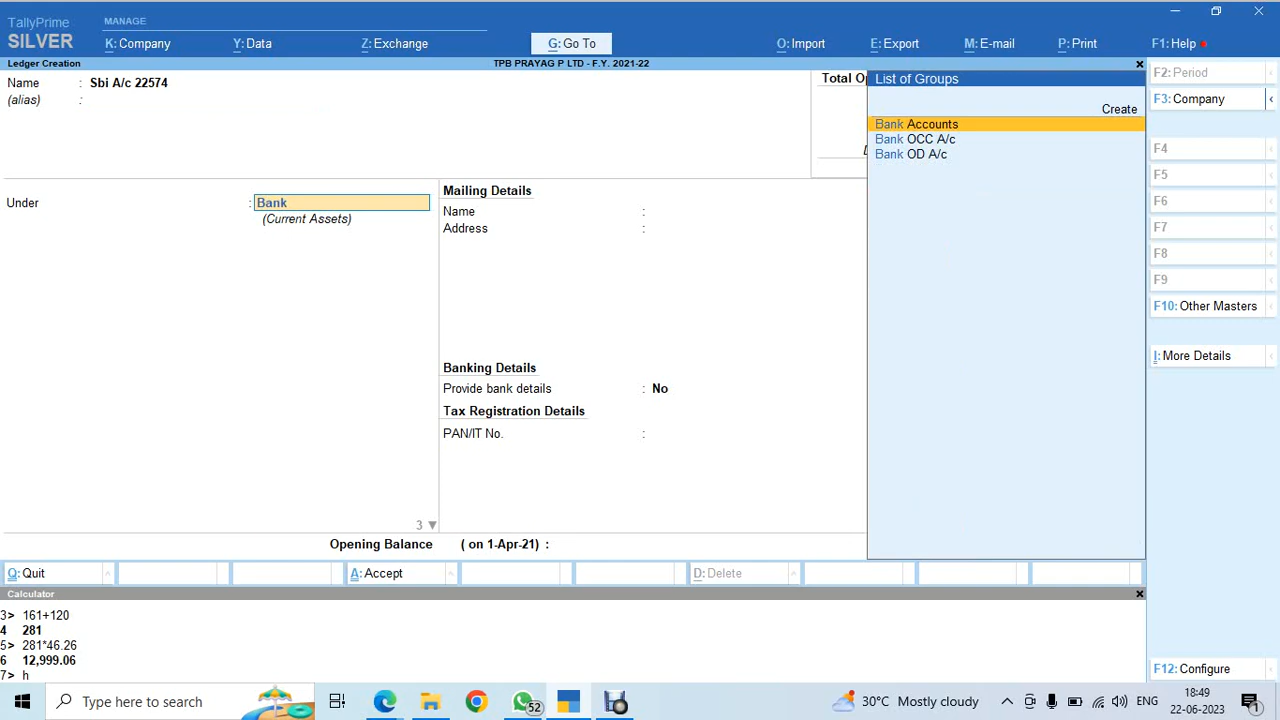 TallyPrime
MANAGE
SILVER
K: Company
Y: Data
Z: Exchange
G: Go To
O: Import
E: Export
M: E-mail
P: Print
F1: Help
Ledger Creation
TPB PRAYAG P LTD - F.Y. 2021-22
Name : Sbi A/c 22574
(alias) :
Total Op
List of Groups
Create
Bank Accounts
Bank OCC A/c
Bank OD A/c
Under : Bank
(Current Assets)
Mailing Details
Name :
Address :
Banking Details
Provide bank details : No
Tax Registration Details
PAN/IT No. :
3
Opening Balance ( on 1-Apr-21) :
F2: Period
F3: Company
F4
F5
F6
F7
F8
F9
F10: Other Masters
I: More Details
F12: Configure
Q: Quit
A: Accept
D: Delete
Calculator
3> 161+120
4 281
5> 281*46.26
6 12,999.06
7> h
Type here to search
52
30°C Mostly cloudy
ENG
18:49
22-06-2023
1